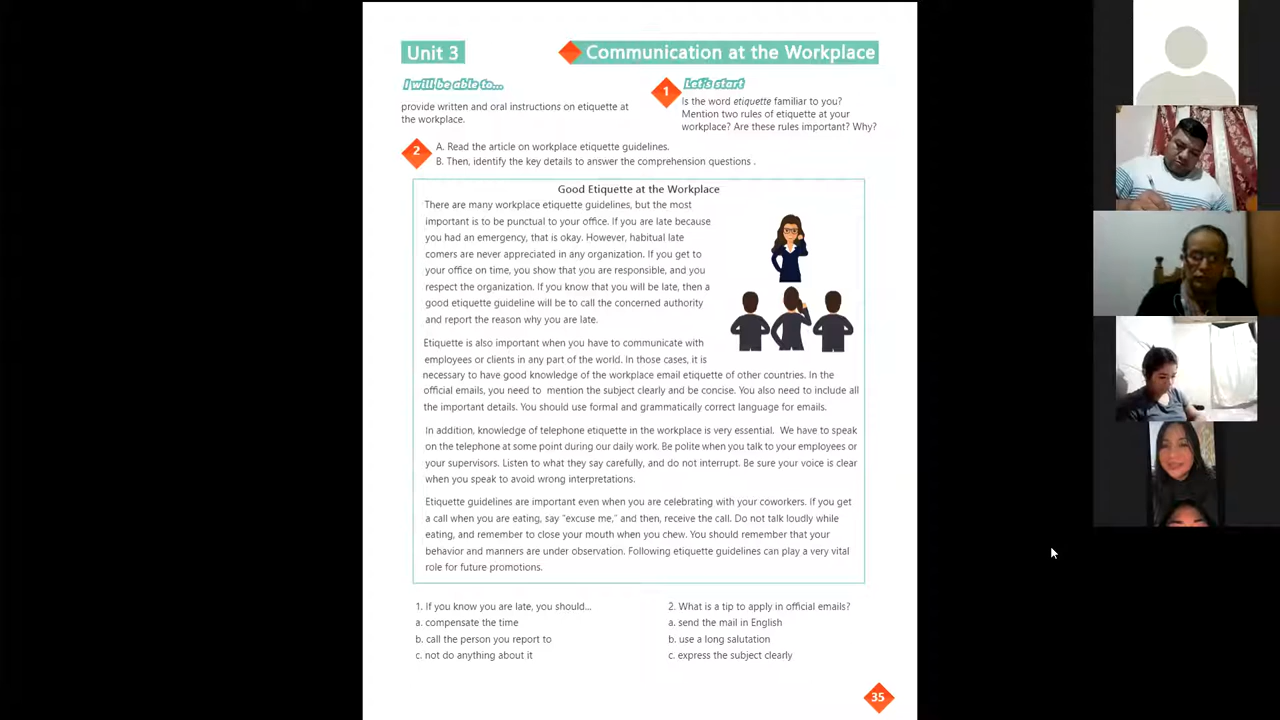 Unit 3
Communication at the Workplace
I will be able to...
provide written and oral instructions on etiquette at
the workplace.
1
Let's start
Is the word etiquette familiar to you?
Mention two rules of etiquette at your
workplace? Are these rules important? Why?
2
A. Read the article on workplace etiquette guidelines.
B. Then, identify the key details to answer the comprehension questions .
Good Etiquette at the Workplace
There are many workplace etiquette guidelines, but the most
important is to be punctual to your office. If you are late because
you had an emergency, that is okay. However, habitual late
comers are never appreciated in any organization. If you get to
your office on time, you show that you are responsible, and you
respect the organization. If you know that you will be late, then a
good etiquette guideline will be to call the concerned authority
and report the reason why you are late.
Etiquette is also important when you have to communicate with
employees or clients in any part of the world. In those cases, it is
necessary to have good knowledge of the workplace email etiquette of other countries. In the
official emails, you need to mention the subject clearly and be concise. You also need to include all
the important details. You should use formal and grammatically correct language for emails.
In addition, knowledge of telephone etiquette in the workplace is very essential. We have to speak
on the telephone at some point during our daily work. Be polite when you talk to your employees or
your supervisors. Listen to what they say carefully, and do not interrupt. Be sure your voice is clear
when you speak to avoid wrong interpretations.
Etiquette guidelines are important even when you are celebrating with your coworkers. If you get
a call when you are eating, say "excuse me," and then, receive the call. Do not talk loudly while
eating, and remember to close your mouth when you chew. You should remember that your
behavior and manners are under observation. Following etiquette guidelines can play a very vital
role for future promotions.
1. If you know you are late, you should...
a. compensate the time
b. call the person you report to
c. not do anything about it
2. What is a tip to apply in official emails?
a. send the mail in English
b. use a long salutation
c. express the subject clearly
35